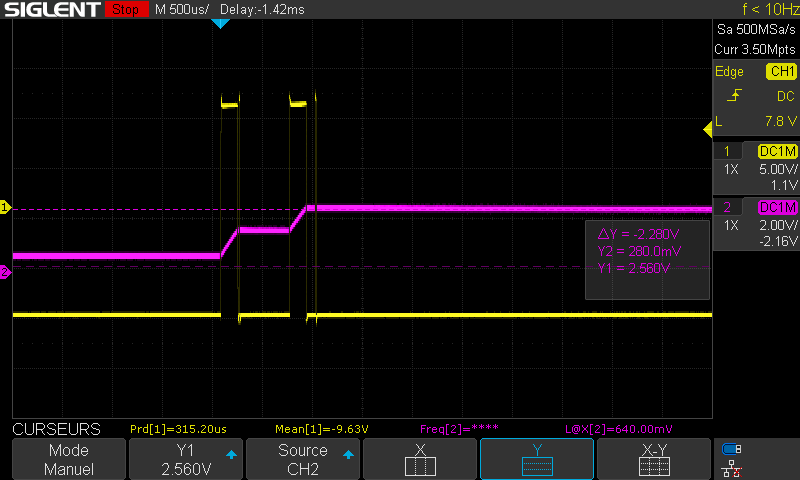 SIGLENT Stop M 500us/ Delay:-1.42ms f < 10Hz
Sa 500MSa/s
Curr 3.50Mpts
Edge CH1
DC
L 7.8 V
1 DC1M
1X 5.00V/
1.1V
2 DC1M
1X 2.00V/
-2.16V
1
2
ΔY = -2.280V
Y2 = 280.0mV
Y1 = 2.560V
CURSEURS Prd[1]=315.20us Mean[1]=-9.63V Freq[2]=**** L@X[2]=640.00mV
Mode Y1 Source X Y X-Y
Manuel 2.560V CH2